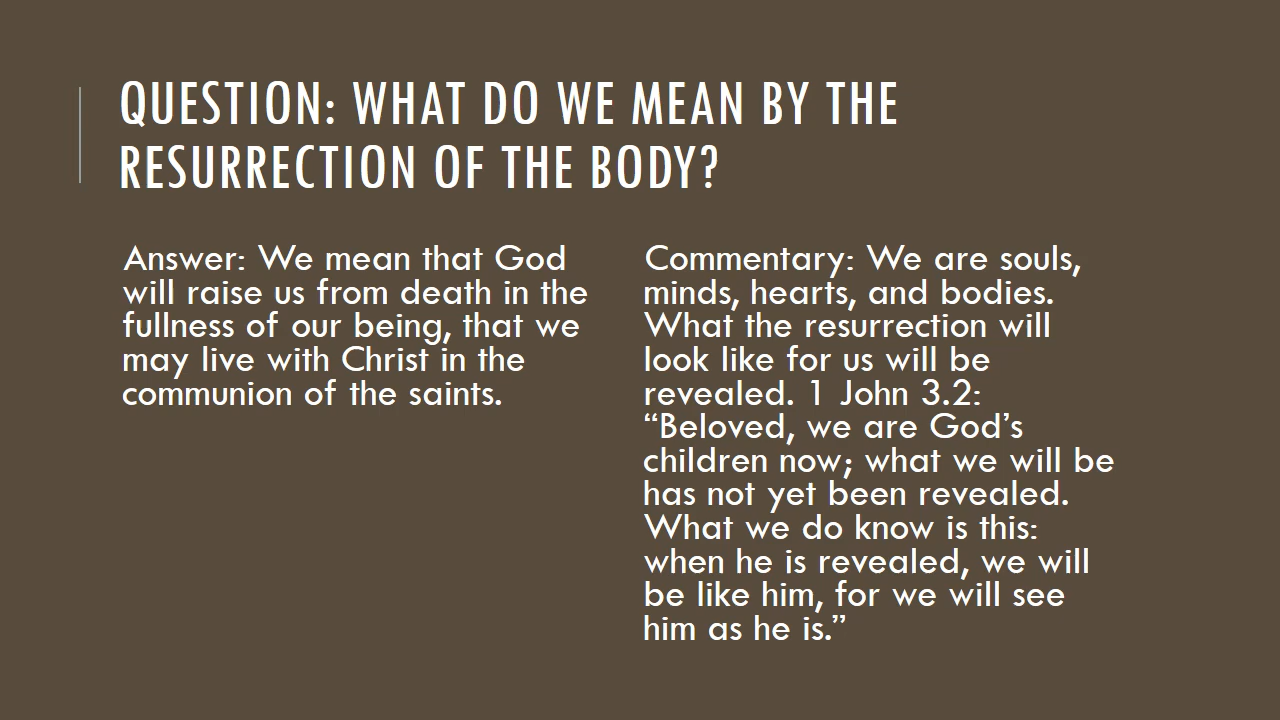 QUESTION: WHAT DO WE MEAN BY THE
RESURRECTION OF THE BODY?
Answer: We mean that God
will raise us from death in the
fullness of our being, that we
may live with Christ in the
communion of the saints.
Commentary: We are souls,
minds, hearts, and bodies.
What the resurrection will
look like for us will be
revealed. 1 John 3.2:
“Beloved, we are God’s
children now; what we will be
has not yet been revealed.
What we do know is this:
when he is revealed, we will
be like him, for we will see
him as he is.”